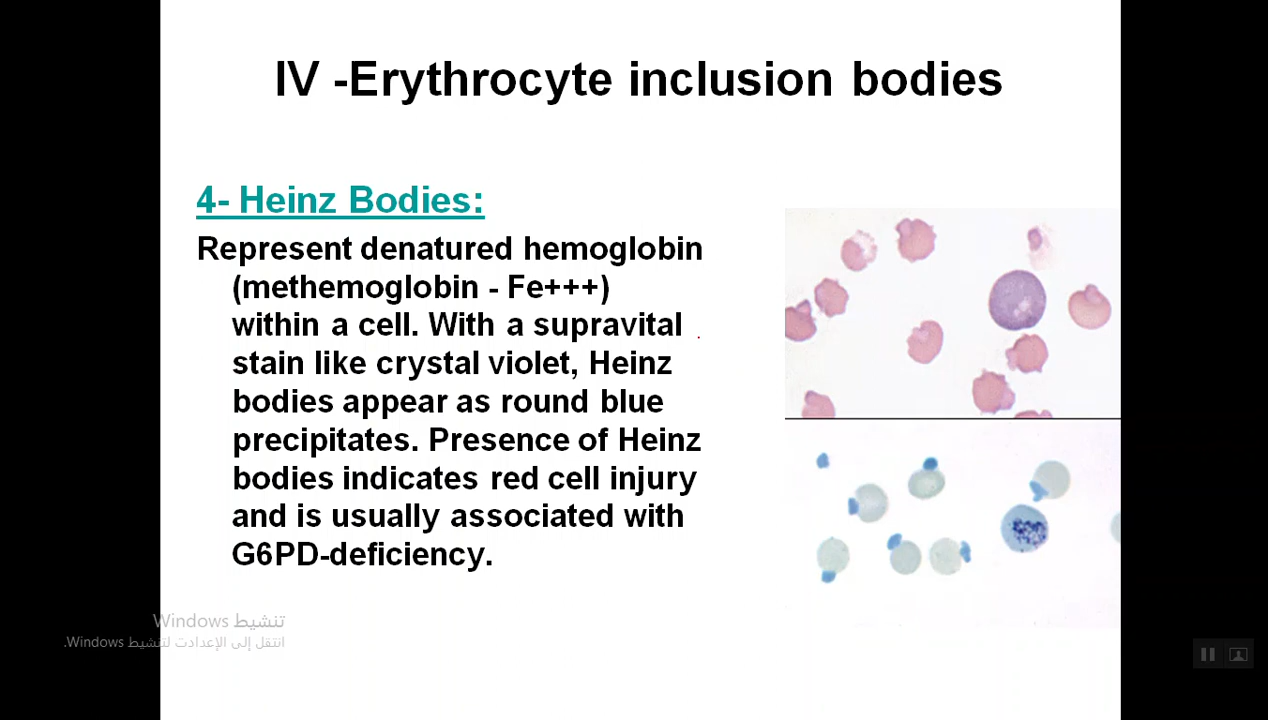 IV -Erythrocyte inclusion bodies
4- Heinz Bodies:
Represent denatured hemoglobin
(methemoglobin - Fe+++)
within a cell. With a supravital
stain like crystal violet, Heinz
bodies appear as round blue
precipitates. Presence of Heinz
bodies indicates red cell injury
and is usually associated with
G6PD-deficiency.
تنشيط Windows
انتقل إلى الإعدادت لتنشيط Windows.